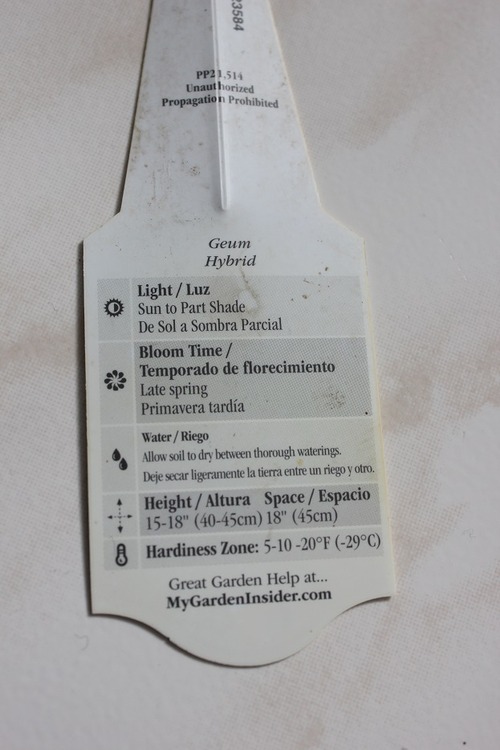 3584
PP21,514
Unauthorized
Propagation Prohibited
Geum
Hybrid
Light / Luz
Sun to Part Shade
De Sol a Sombra Parcial
Bloom Time /
Temporado de florecimiento
Late spring
Primavera tardía
Water / Riego
Allow soil to dry between thorough waterings.
Deje secar ligeramente la tierra entre un riego y otro.
Height / Altura Space / Espacio
15-18" (40-45cm) 18" (45cm)
Hardiness Zone: 5-10 -20°F (-29°C)
Great Garden Help at...
MyGardenInsider.com